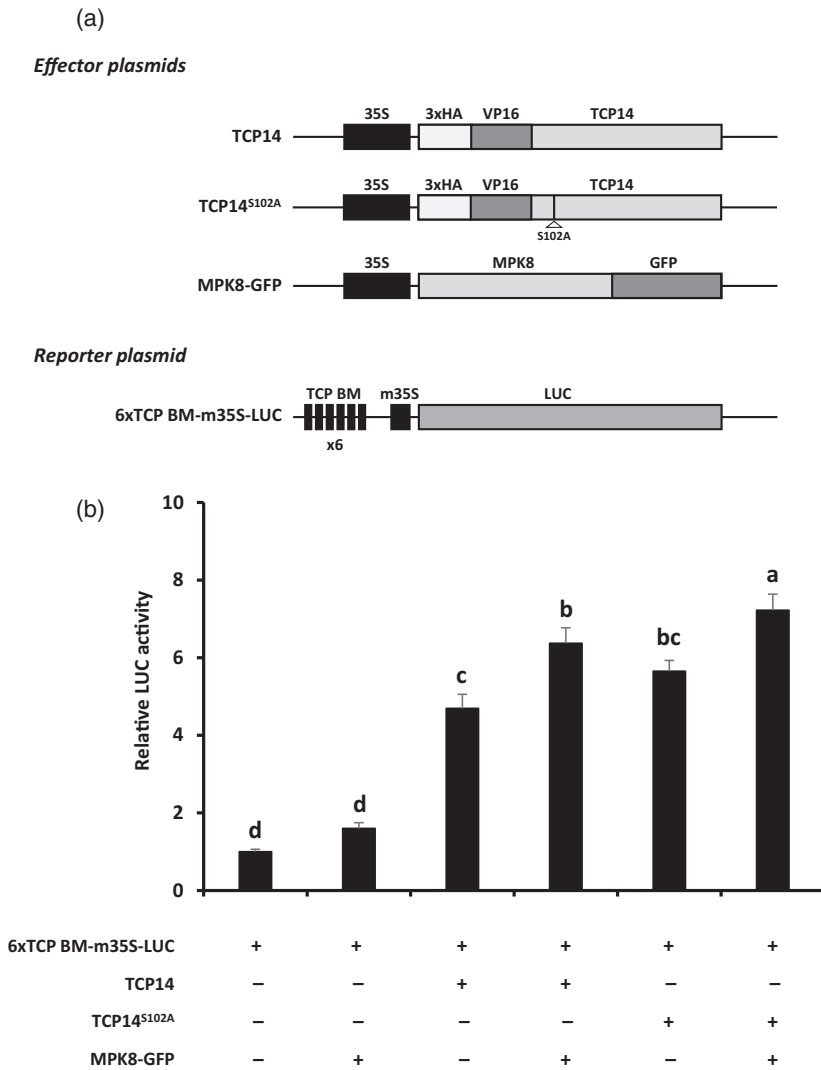 (a)
Effector plasmids
35S 3xHA VP16 TCP14
TCP14
35S 3xHA VP16 TCP14
TCP14S102A
S102A
35S MPK8 GFP
MPK8-GFP
Reporter plasmid
TCP BM m35S LUC
6xTCP BM-m35S-LUC
x6
(b)
10
8
6
4
2
0
Relative LUC activity
d d c b bc a
6xTCP BM-m35S-LUC + + + + + +
TCP14 – – + + – –
TCP14S102A – – – – + +
MPK8-GFP – + – + – +